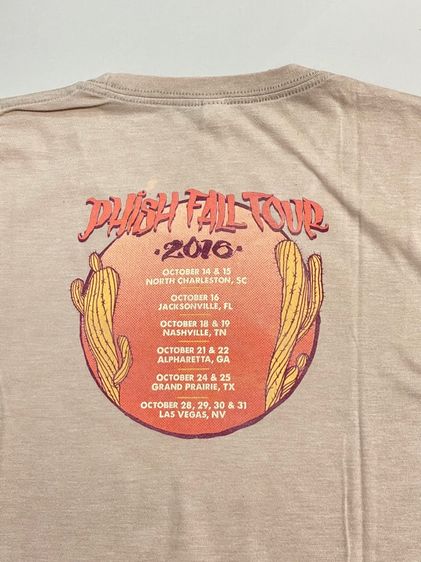 PHISH FALL TOUR
·2016·
OCTOBER 14 & 15
NORTH CHARLESTON, SC
OCTOBER 16
JACKSONVILLE, FL
OCTOBER 18 & 19
NASHVILLE, TN
OCTOBER 21 & 22
ALPHARETTA, GA
OCTOBER 24 & 25
GRAND PRAIRIE, TX
OCTOBER 28, 29, 30 & 31
LAS VEGAS, NV